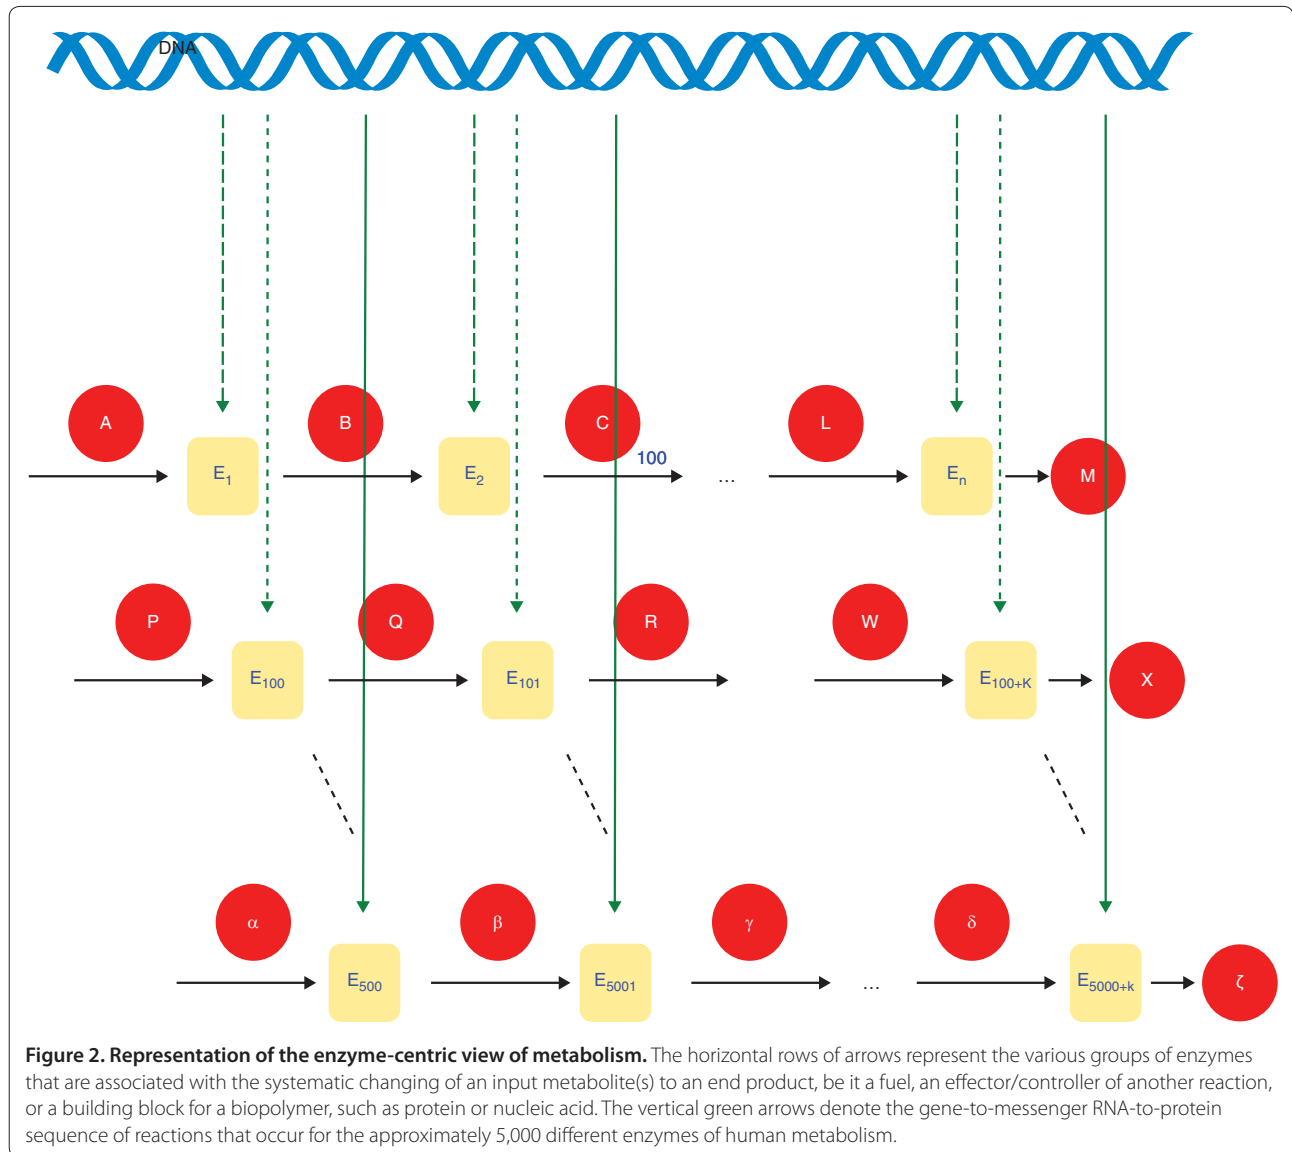 DNA
A
B
C
L
E1
E2
100
...
En
M
P
Q
R
W
E100
E101
E100+K
X
α
β
γ
δ
E500
E5001
...
E5000+k
ζ
Figure 2. Representation of the enzyme-centric view of metabolism. The horizontal rows of arrows represent the various groups of enzymes
that are associated with the systematic changing of an input metabolite(s) to an end product, be it a fuel, an effector/controller of another reaction,
or a building block for a biopolymer, such as protein or nucleic acid. The vertical green arrows denote the gene-to-messenger RNA-to-protein
sequence of reactions that occur for the approximately 5,000 different enzymes of human metabolism.